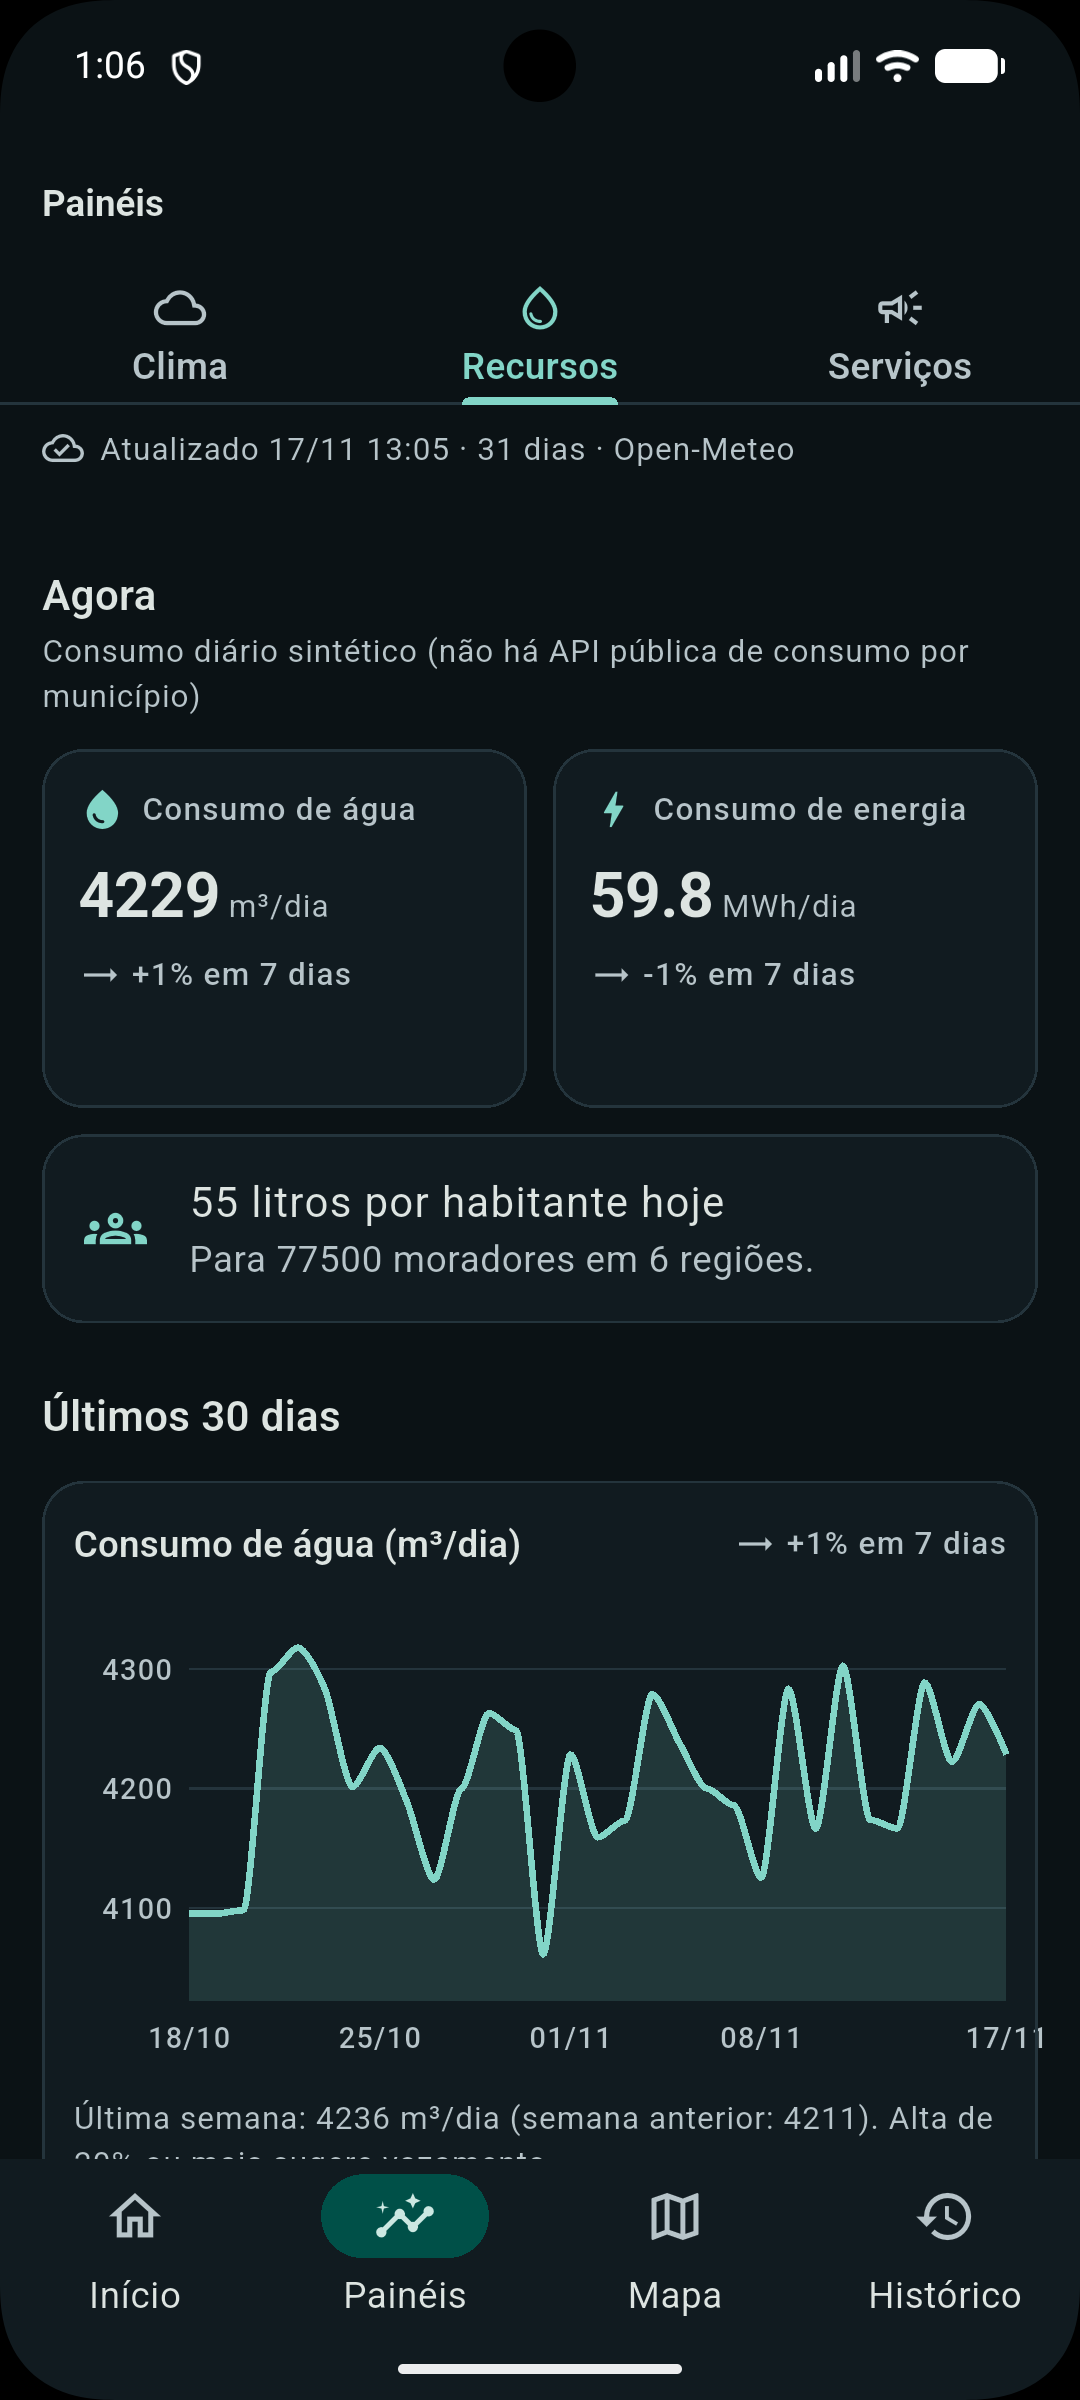 1:06
Painéis
Clima
Recursos
Serviços
Atualizado 17/11 13:05 · 31 dias · Open-Meteo
Agora
Consumo diário sintético (não há API pública de consumo por
município)
Consumo de água
4229 m³/dia
→ +1% em 7 dias
Consumo de energia
59.8 MWh/dia
→ -1% em 7 dias
55 litros por habitante hoje
Para 77500 moradores em 6 regiões.
Últimos 30 dias
Consumo de água (m³/dia)
→ +1% em 7 dias
4300
4200
4100
18/10
25/10
01/11
08/11
17/11
Última semana: 4236 m³/dia (semana anterior: 4211). Alta de
Início
Painéis
Mapa
Histórico